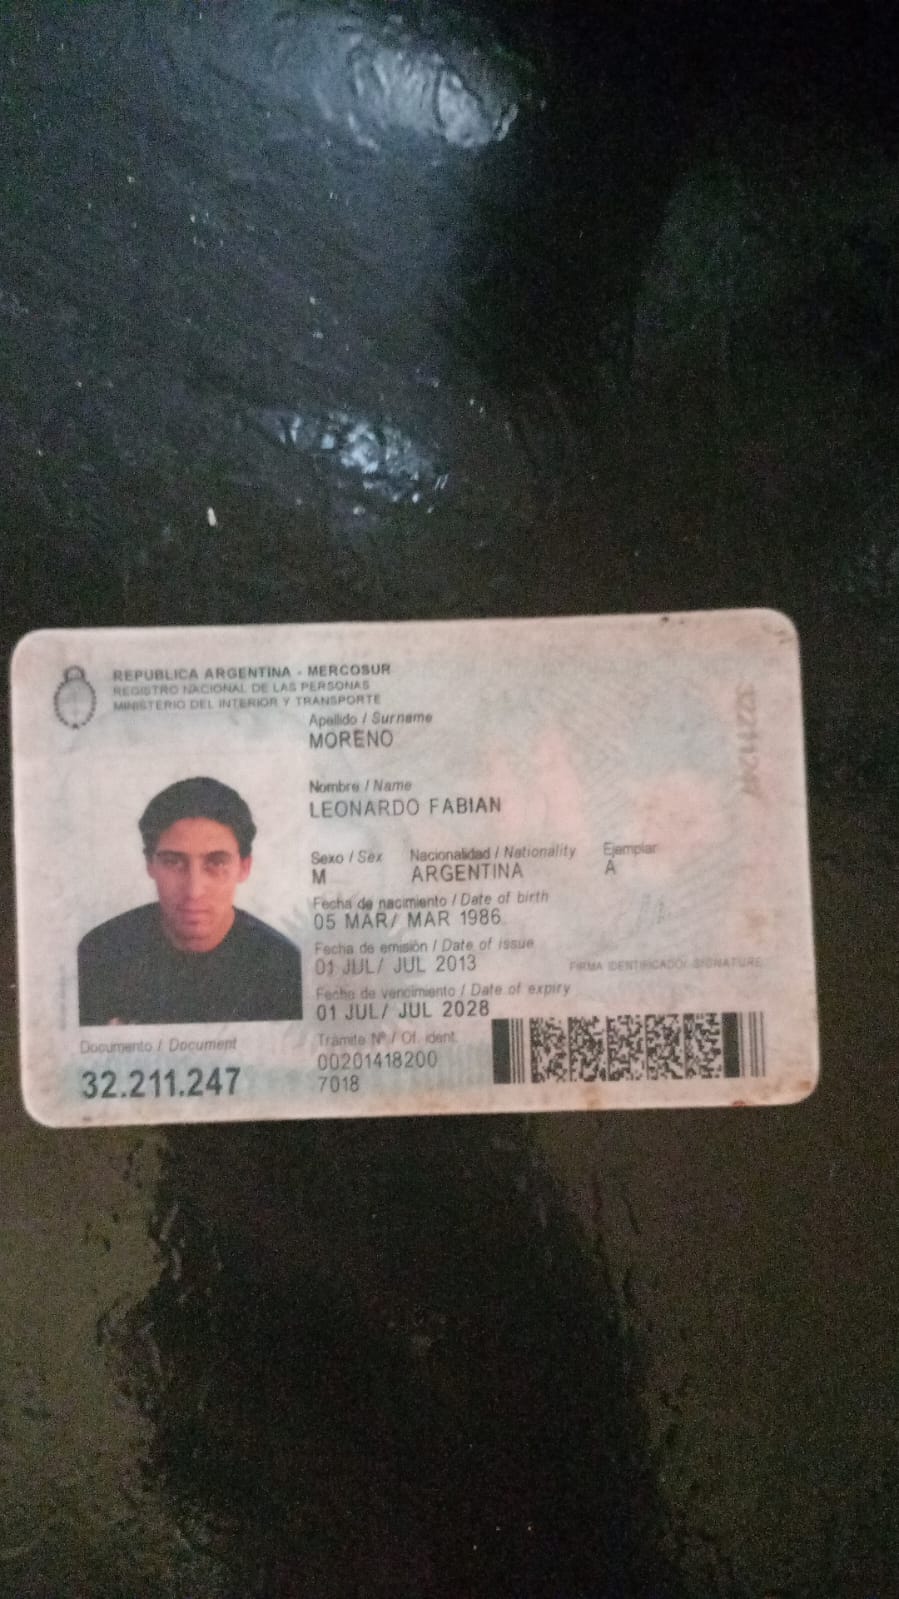 REPUBLICA ARGENTINA - MERCOSUR
REGISTRO NACIONAL DE LAS PERSONAS
MINISTERIO DEL INTERIOR Y TRANSPORTE
Apellido / Surname
MORENO
Nombre / Name
LEONARDO FABIAN
Sexo / Sex Nacionalidad / Nationality Ejemplar
M ARGENTINA A
Fecha de nacimiento / Date of birth
05 MAR/ MAR 1986
Fecha de emisión / Date of issue
01 JUL/ JUL 2013
FIRMA IDENTIFICADO/ SIGNATURE
Fecha de vencimiento / Date of expiry
01 JUL/ JUL 2028
Documento / Document
32.211.247
Trámite Nº / Of. ident.
00201418200
7018
32211247